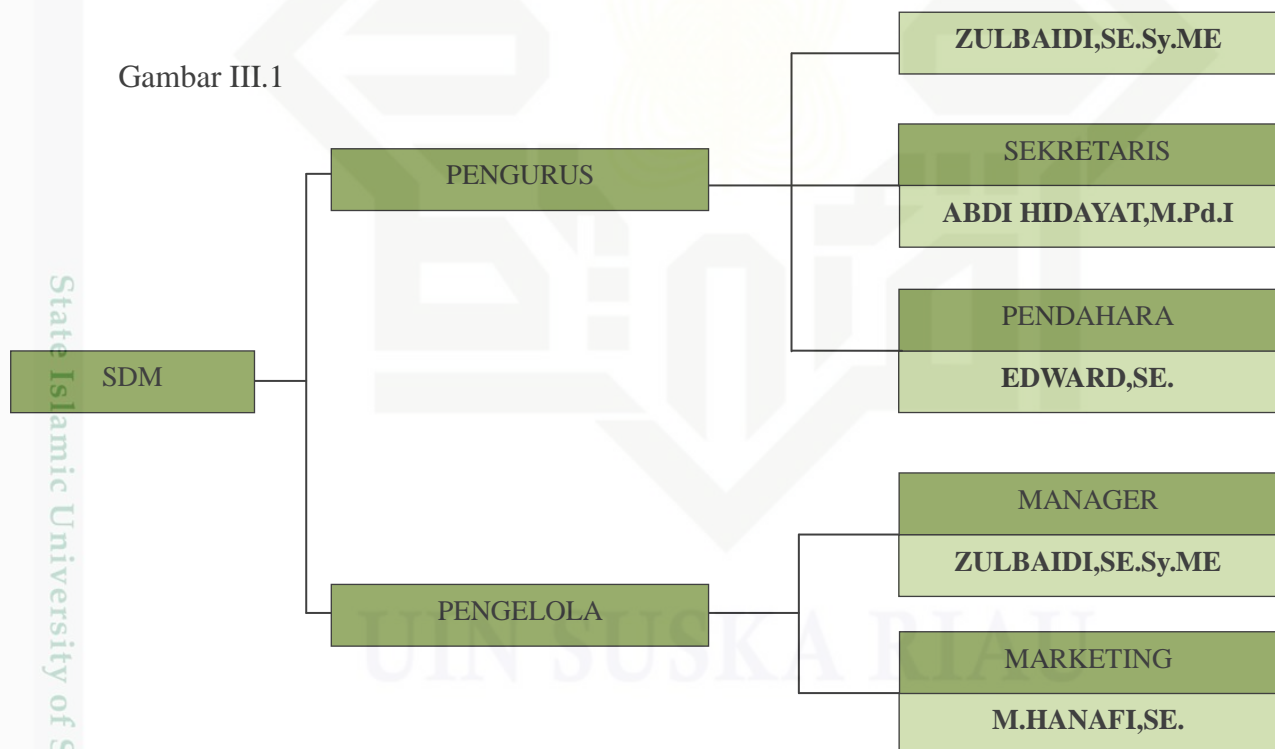 Gambar III.1
ZULBAIDI,SE.Sy.ME
PENGURUS
SEKRETARIS
ABDI HIDAYAT,M.Pd.I
PENDAHARA
EDWARD,SE.
SDM
MANAGER
ZULBAIDI,SE.Sy.ME
PENGELOLA
MARKETING
M.HANAFI,SE.
UIN SUSKA RIAU
State Islamic University of S